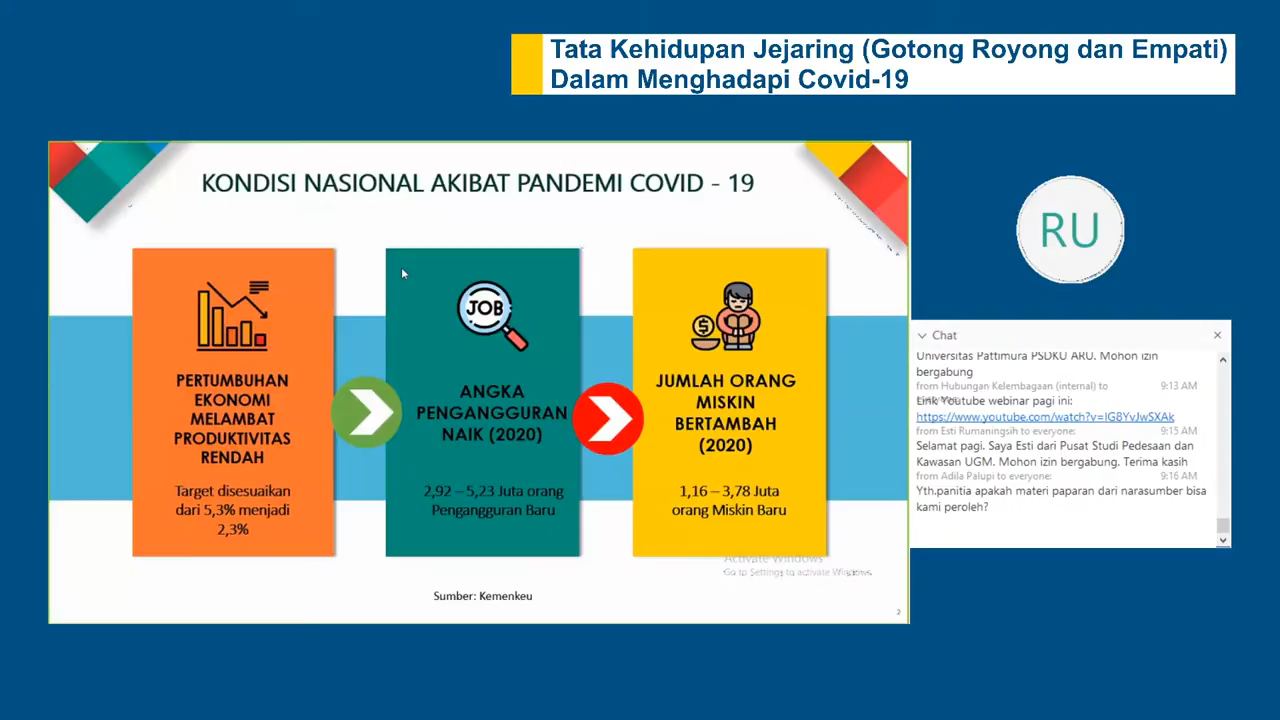 Tata Kehidupan Jejaring (Gotong Royong dan Empati)
Dalam Menghadapi Covid-19
KONDISI NASIONAL AKIBAT PANDEMI COVID - 19
PERTUMBUHAN
EKONOMI
MELAMBAT
PRODUKTIVITAS
RENDAH
Target disesuaikan
dari 5,3% menjadi
2,3%
JOB
ANGKA
PENGANGGURAN
NAIK (2020)
2,92 – 5,23 Juta orang
Pengangguran Baru
$
JUMLAH ORANG
MISKIN
BERTAMBAH
(2020)
1,16 – 3,78 Juta
orang Miskin Baru
Activate Windows
Go to Settings to activate Windows.
Sumber: Kemenkeu
2
RU
Chat
Universitas Pattimura PSDKU ARU. Mohon izin
bergabung
from Hubungan Kelembagaan (internal) to
9:13 AM
Link Youtube webinar pagi ini:
https://www.youtube.com/watch?v=IG8YvJwSXAk
from Esti Rumaningsih to everyone:
9:15 AM
Selamat pagi. Saya Esti dari Pusat Studi Pedesaan dan
Kawasan UGM. Mohon izin bergabung. Terima kasih
from Adila Palupi to everyone:
9:16 AM
Yth.panitia apakah materi paparan dari narasumber bisa
kami peroleh?